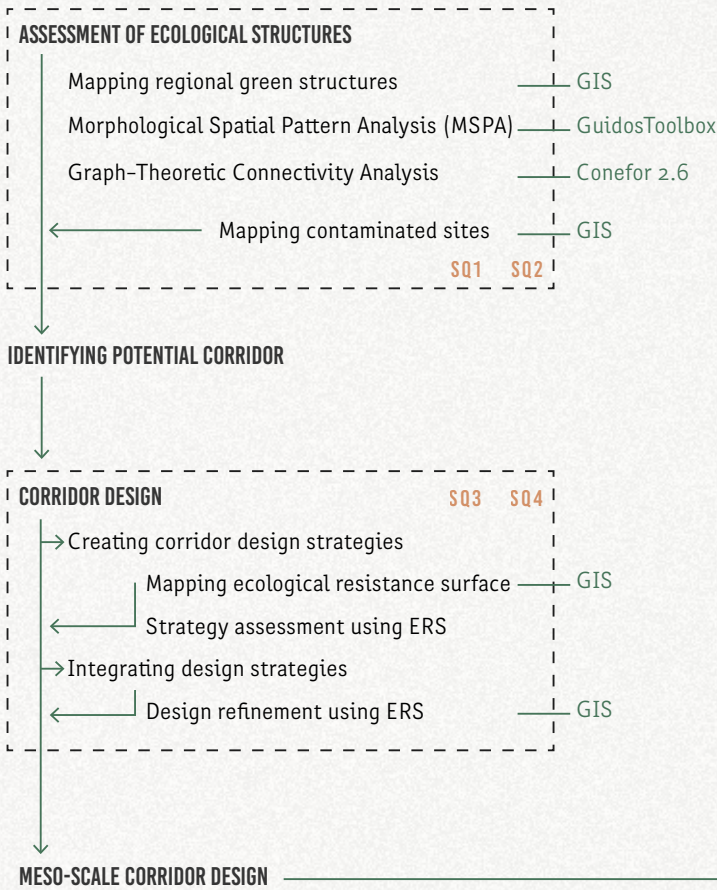 ASSESSMENT OF ECOLOGICAL STRUCTURES
Mapping regional green structures GIS
Morphological Spatial Pattern Analysis (MSPA) GuidosToolbox
Graph-Theoretic Connectivity Analysis Conefor 2.6
Mapping contaminated sites GIS
SQ1 SQ2
IDENTIFYING POTENTIAL CORRIDOR
CORRIDOR DESIGN SQ3 SQ4
Creating corridor design strategies
Mapping ecological resistance surface GIS
Strategy assessment using ERS
Integrating design strategies
Design refinement using ERS GIS
MESO-SCALE CORRIDOR DESIGN